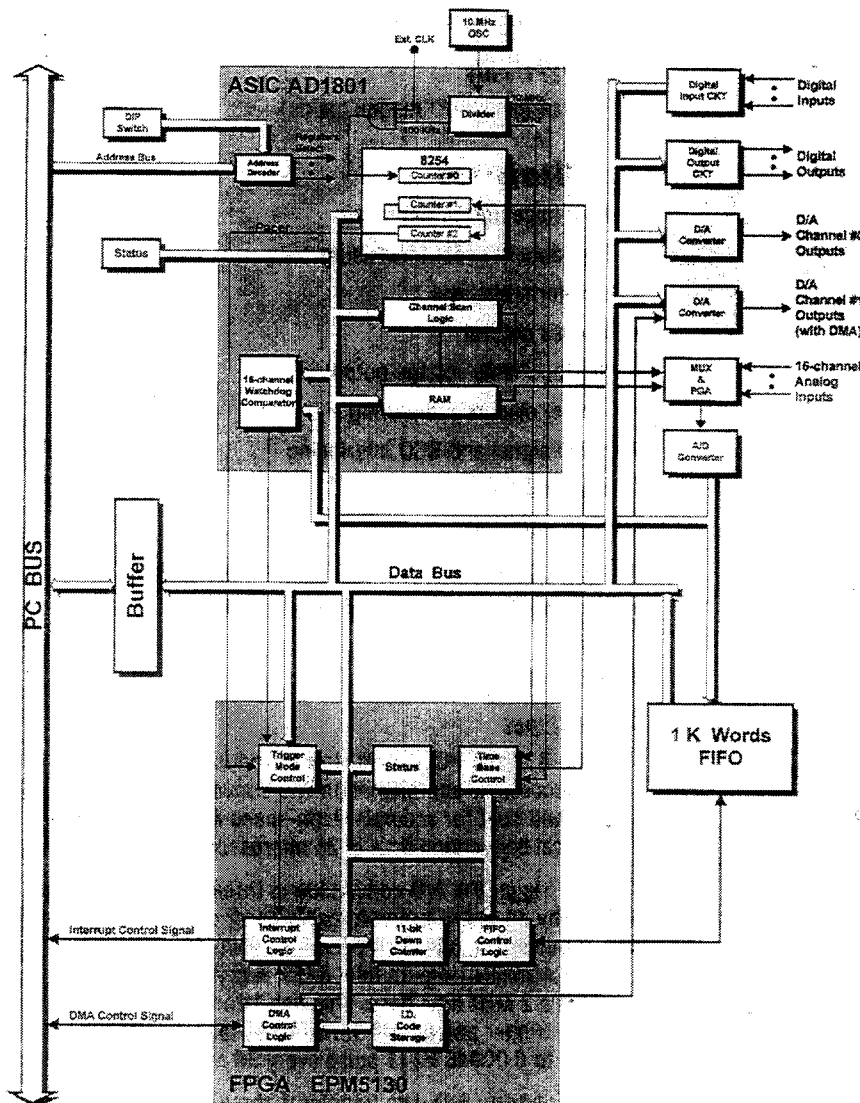 10 MHz
OSC
Ext. CLK
ASIC AD1801
Divider
DIP
Switch
Address Bus
Address
Decoder
8254
Counter #0
Counter #1
Counter #2
Pacer
Status
Channel Scan
Logic
16-channel
Watchdog
Comparator
RAM
Digital
Input CKT
Digital
Inputs
Digital
Output
CKT
Digital
Outputs
D/A
Converter
D/A
Channel #0
Outputs
D/A
Converter
D/A
Channel #1
Outputs
(with DMA)
MUX
&
PGA
16-channel
Analog
Inputs
A/D
Converter
PC BUS
Buffer
Data Bus
1 K Words
FIFO
Trigger
Mode
Control
Status
Time
Base
Control
Interrupt Control Signal
Interrupt
Control
Logic
11-bit
Down
Counter
FIFO
Control
Logic
DMA Control Signal
DMA
Control
Logic
I.D.
Code
Storage
FPGA EPM5130